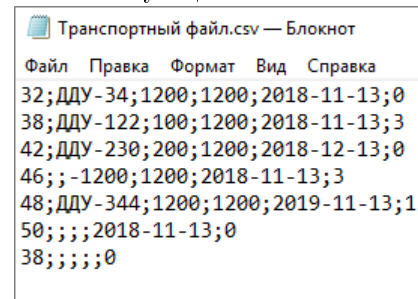 Транспортный файл.csv — Блокнот
Файл Правка Формат Вид Справка
32;ДДУ-34;1200;1200;2018-11-13;0
38;ДДУ-122;100;1200;2018-11-13;3
42;ДДУ-230;200;1200;2018-12-13;0
46;;-1200;1200;2018-11-13;3
48;ДДУ-344;1200;1200;2019-11-13;1
50;;;;2018-11-13;0
38;;;;;0